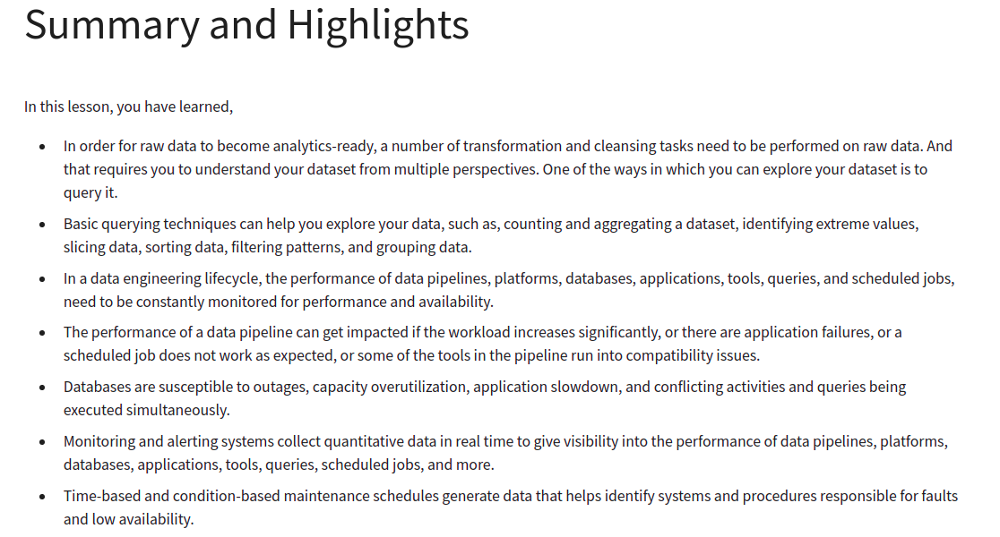 Summary and Highlights
In this lesson, you have learned,
• In order for raw data to become analytics-ready, a number of transformation and cleansing tasks need to be performed on raw data. And
that requires you to understand your dataset from multiple perspectives. One of the ways in which you can explore your dataset is to
query it.
• Basic querying techniques can help you explore your data, such as, counting and aggregating a dataset, identifying extreme values,
slicing data, sorting data, filtering patterns, and grouping data.
• In a data engineering lifecycle, the performance of data pipelines, platforms, databases, applications, tools, queries, and scheduled jobs,
need to be constantly monitored for performance and availability.
• The performance of a data pipeline can get impacted if the workload increases significantly, or there are application failures, or a
scheduled job does not work as expected, or some of the tools in the pipeline run into compatibility issues.
• Databases are susceptible to outages, capacity overutilization, application slowdown, and conflicting activities and queries being
executed simultaneously.
• Monitoring and alerting systems collect quantitative data in real time to give visibility into the performance of data pipelines, platforms,
databases, applications, tools, queries, scheduled jobs, and more.
• Time-based and condition-based maintenance schedules generate data that helps identify systems and procedures responsible for faults
and low availability.